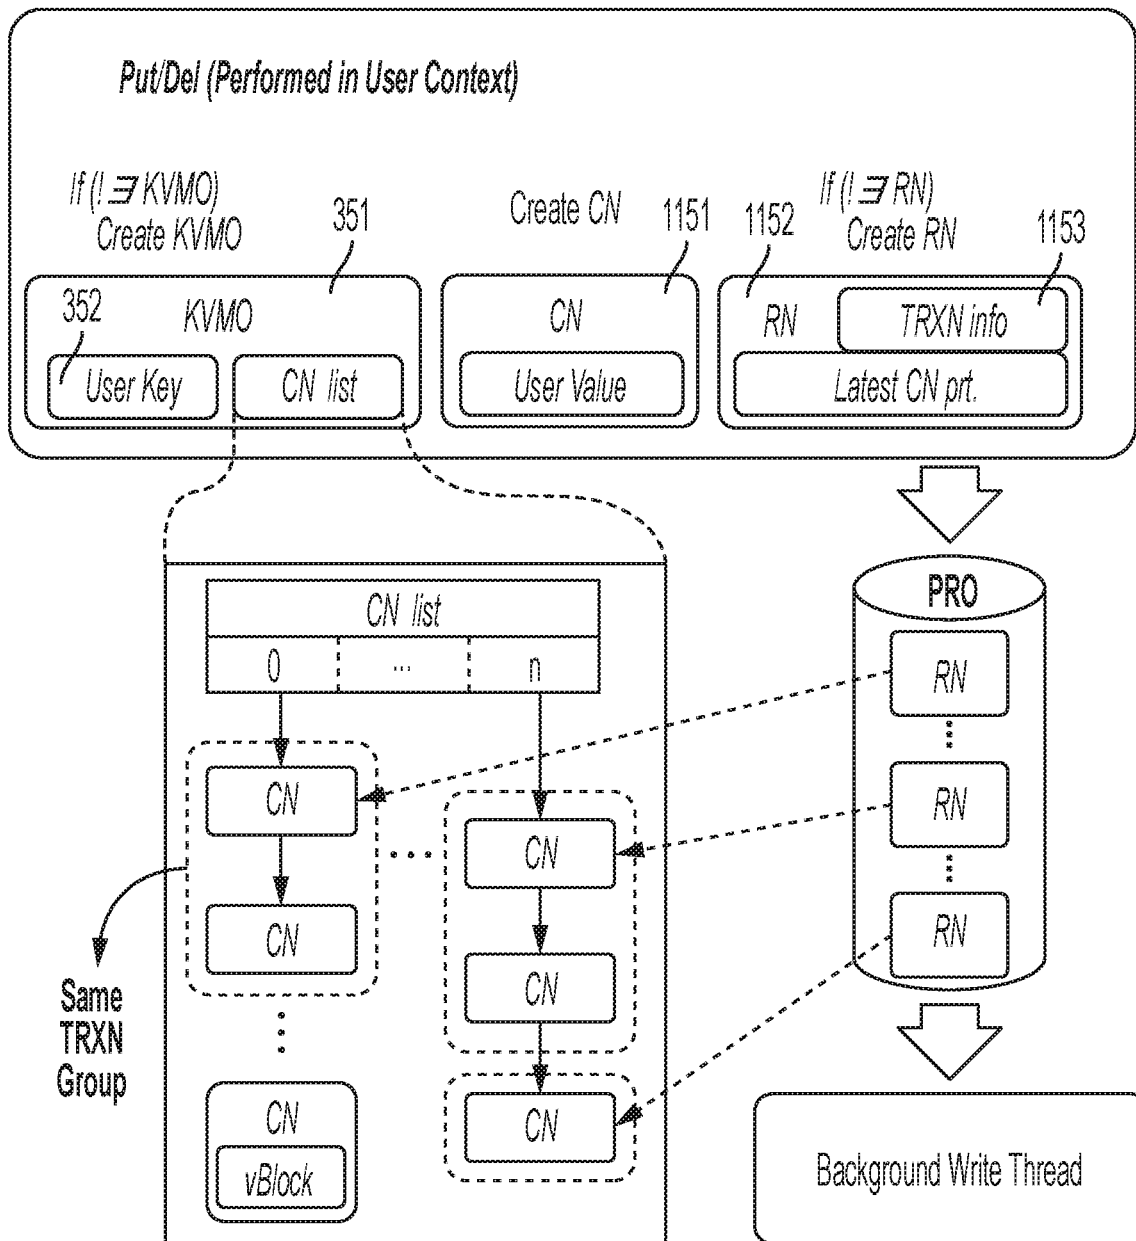 Put/Del (Performed in User Context)
If (! ∃ KVMO)
Create KVMO
351
Create CN
1151
If (! ∃ RN)
Create RN
1152
1153
352
KVMO
User Key
CN list
CN
User Value
RN
TRXN info
Latest CN prt.
CN list
0
...
n
PRO
RN
CN
RN
CN
...
CN
RN
CN
Same
TRXN
Group
CN
vBlock
CN
Background Write Thread